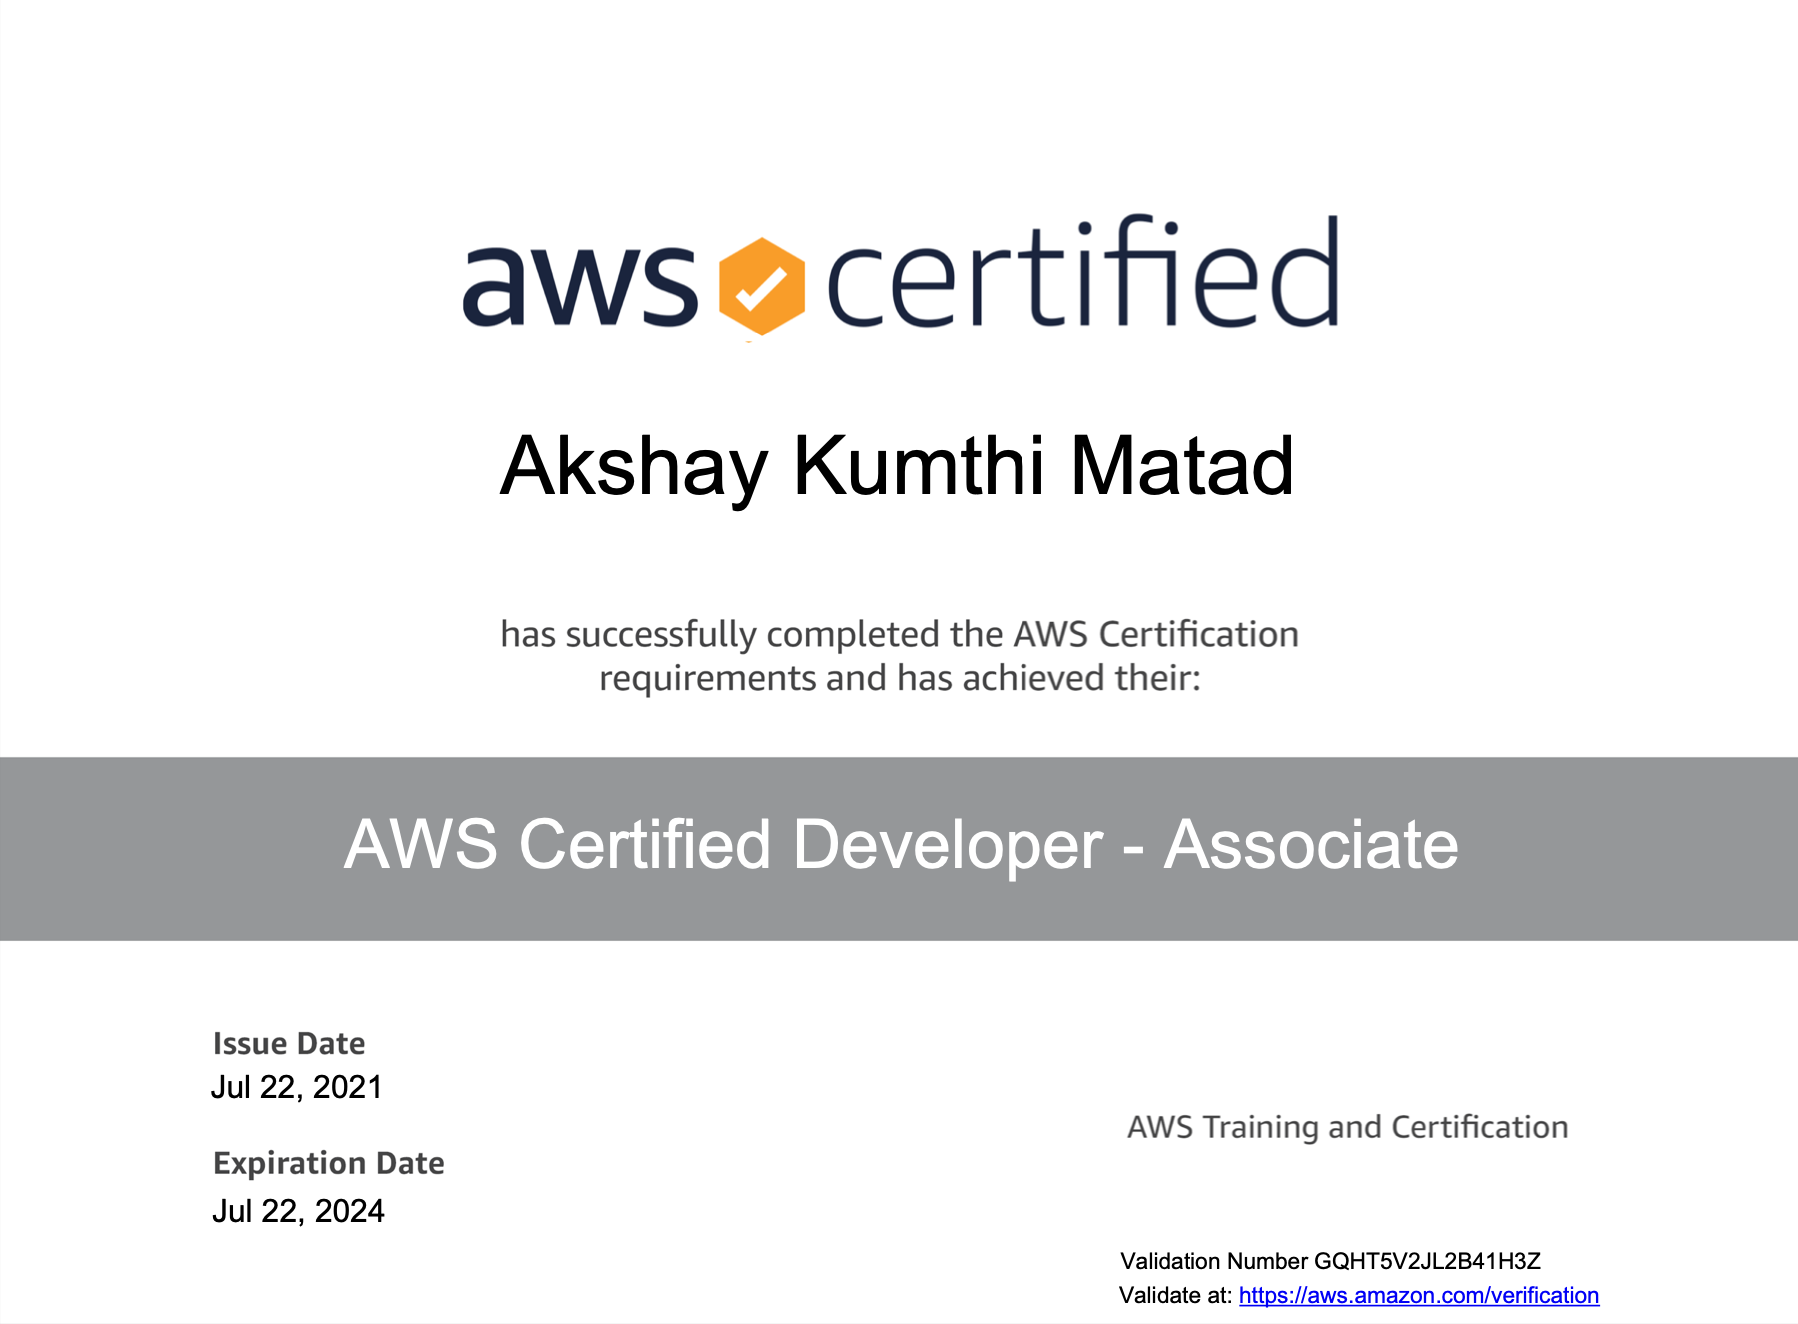 aws certified
Akshay Kumthi Matad
has successfully completed the AWS Certification
requirements and has achieved their:
AWS Certified Developer - Associate
Issue Date
Jul 22, 2021
Expiration Date
Jul 22, 2024
AWS Training and Certification
Validation Number GQHT5V2JL2B41H3Z
Validate at: https://aws.amazon.com/verification